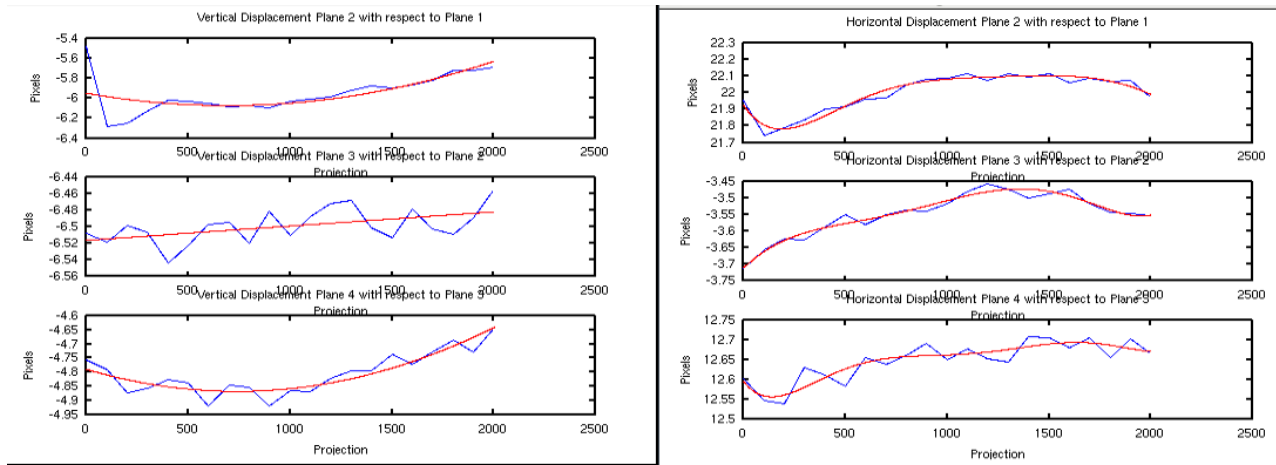 Vertical Displacement Plane 2 with respect to Plane 1
-5.4
-5.6
-5.8
-6
-6.2
-6.4
Pixels
0 500 1000 1500 2000 2500
Projection
Vertical Displacement Plane 3 with respect to Plane 2
-6.44
-6.46
-6.48
-6.5
-6.52
-6.54
-6.56
Pixels
0 500 1000 1500 2000 2500
Projection
Vertical Displacement Plane 4 with respect to Plane 3
-4.6
-4.65
-4.7
-4.75
-4.8
-4.85
-4.9
-4.95
Pixels
0 500 1000 1500 2000 2500
Projection
Horizontal Displacement Plane 2 with respect to Plane 1
22.3
22.2
22.1
22
21.9
21.8
21.7
Pixels
0 500 1000 1500 2000 2500
Projection
Horizontal Displacement Plane 3 with respect to Plane 2
-3.45
-3.5
-3.55
-3.6
-3.65
-3.7
-3.75
Pixels
0 500 1000 1500 2000 2500
Projection
Horizontal Displacement Plane 4 with respect to Plane 3
12.75
12.7
12.65
12.6
12.55
12.5
Pixels
0 500 1000 1500 2000 2500
Projection